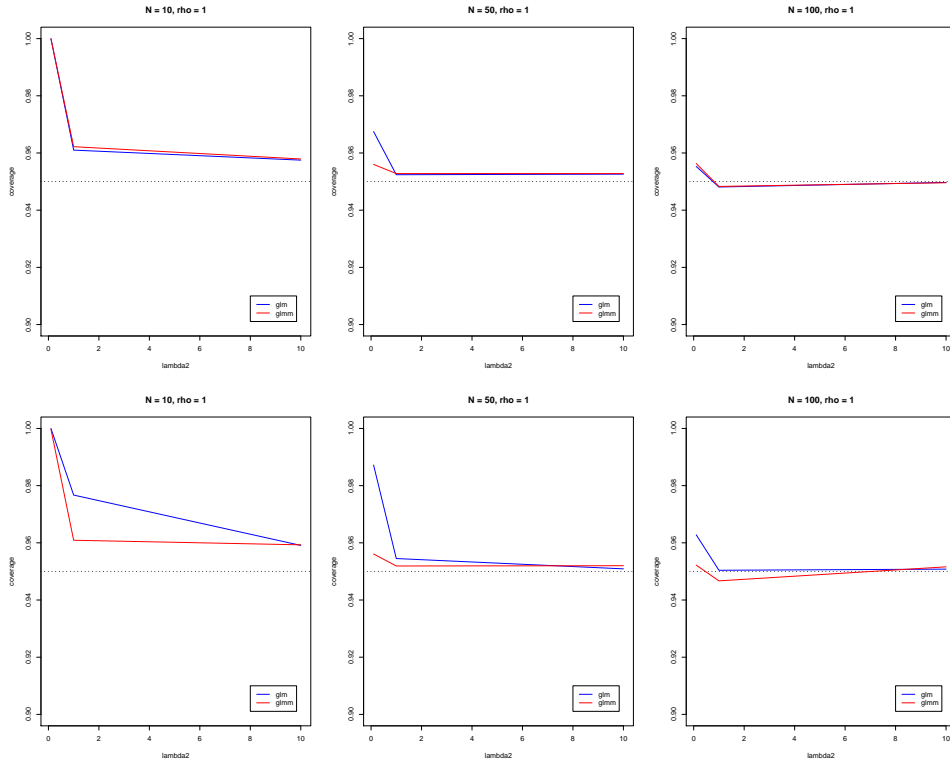 N = 10, rho = 1
coverage
1.00
0.98
0.96
0.94
0.92
0.90
glm
glmm
0 2 4 6 8 10
lambda2
N = 50, rho = 1
coverage
1.00
0.98
0.96
0.94
0.92
0.90
glm
glmm
0 2 4 6 8 10
lambda2
N = 100, rho = 1
coverage
1.00
0.98
0.96
0.94
0.92
0.90
glm
glmm
0 2 4 6 8 10
lambda2
N = 10, rho = 1
coverage
1.00
0.98
0.96
0.94
0.92
0.90
glm
glmm
0 2 4 6 8 10
lambda2
N = 50, rho = 1
coverage
1.00
0.98
0.96
0.94
0.92
0.90
glm
glmm
0 2 4 6 8 10
lambda2
N = 100, rho = 1
coverage
1.00
0.98
0.96
0.94
0.92
0.90
glm
glmm
0 2 4 6 8 10
lambda2